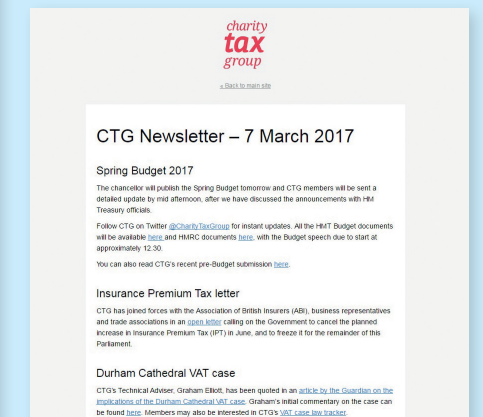 charity
tax
group
« Back to main site
CTG Newsletter – 7 March 2017
Spring Budget 2017
The chancellor will publish the Spring Budget tomorrow and CTG members will be sent a
detailed update by mid afternoon, after we have discussed the announcements with HM
Treasury officials.
Follow CTG on Twitter @CharityTaxGroup for instant updates. All the HMT Budget documents
will be available here and HMRC documents here, with the Budget speech due to start at
approximately 12.30.
You can also read CTG's recent pre-Budget submission here.
Insurance Premium Tax letter
CTG has joined forces with the Association of British Insurers (ABI), business representatives
and trade associations in an open letter calling on the Government to cancel the planned
increase in Insurance Premium Tax (IPT) in June, and to freeze it for the remainder of this
Parliament.
Durham Cathedral VAT case
CTG's Technical Adviser, Graham Elliott, has been quoted in an article by the Guardian on the
implications of the Durham Cathedral VAT case. Graham's initial commentary on the case can
be found here. Members may also be interested in CTG's VAT case law tracker.